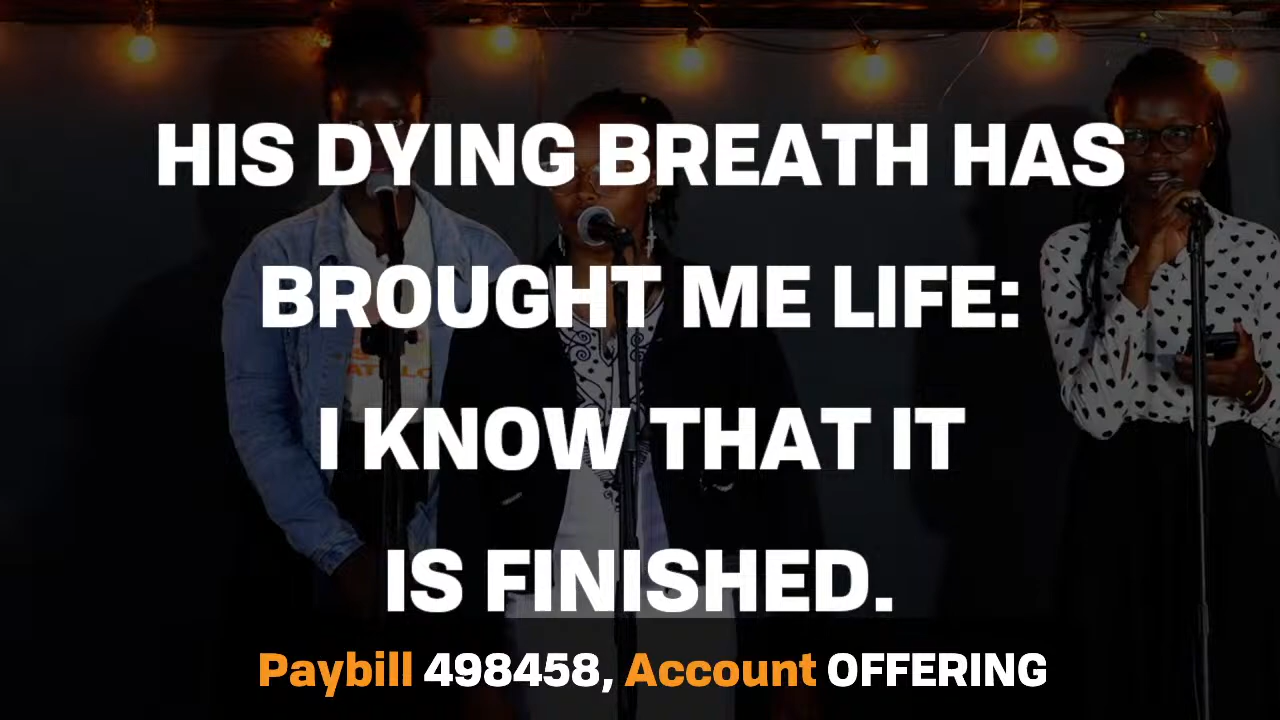 HIS DYING BREATH HAS
BROUGHT ME LIFE:
I KNOW THAT IT
IS FINISHED.
Paybill 498458, Account OFFERING